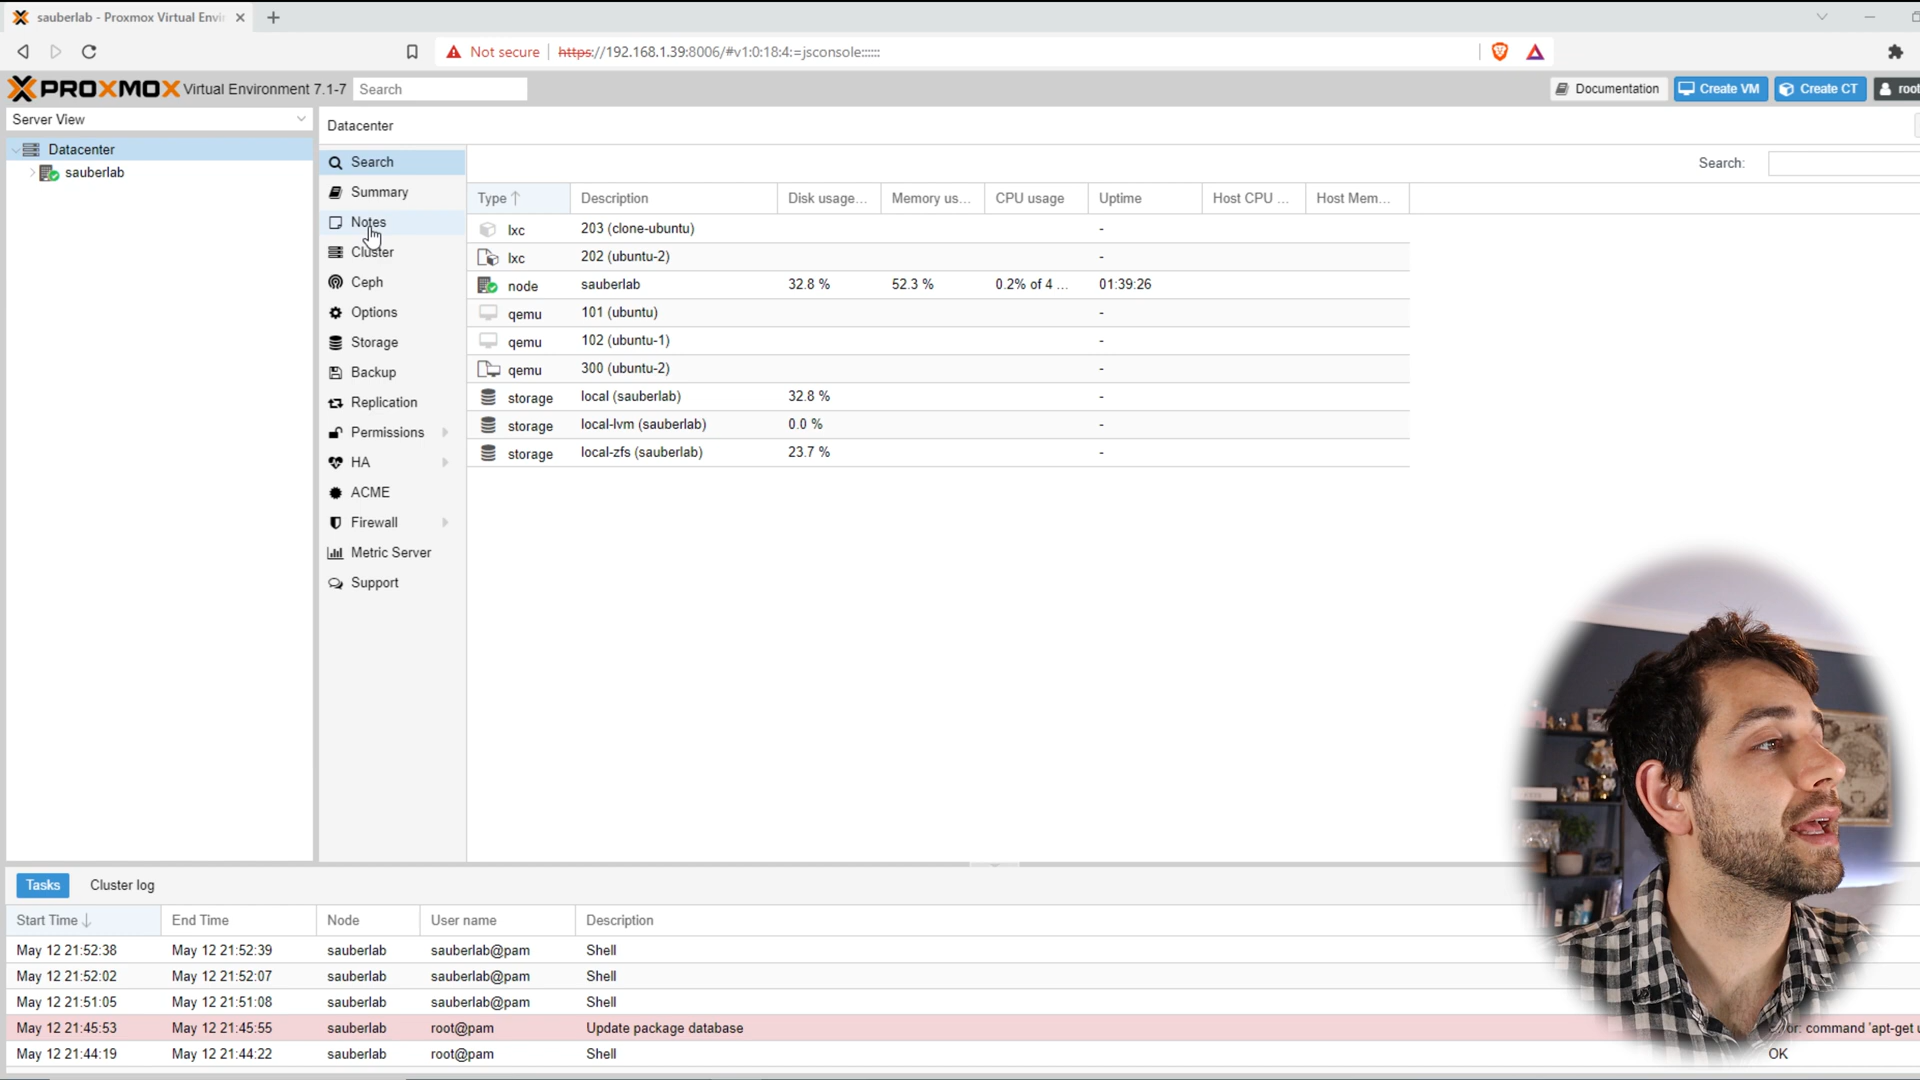 sauberlab - Proxmox Virtual Envi
Not secure https://192.168.1.39:8006/#v1:0:18:4:=jsconsole::::::
PROXMOX Virtual Environment 7.1-7 Search Documentation Create VM Create CT root
Server View
Datacenter
sauberlab
Datacenter
Search
Summary
Notes
Cluster
Ceph
Options
Storage
Backup
Replication
Permissions
HA
ACME
Firewall
Metric Server
Support
Search:
Type Description Disk usage... Memory us... CPU usage Uptime Host CPU ... Host Mem...
lxc 203 (clone-ubuntu) -
lxc 202 (ubuntu-2) -
node sauberlab 32.8 % 52.3 % 0.2% of 4 ... 01:39:26
qemu 101 (ubuntu) -
qemu 102 (ubuntu-1) -
qemu 300 (ubuntu-2) -
storage local (sauberlab) 32.8 % -
storage local-lvm (sauberlab) 0.0 % -
storage local-zfs (sauberlab) 23.7 % -
Tasks Cluster log
Start Time End Time Node User name Description
May 12 21:52:38 May 12 21:52:39 sauberlab sauberlab@pam Shell
May 12 21:52:02 May 12 21:52:07 sauberlab sauberlab@pam Shell
May 12 21:51:05 May 12 21:51:08 sauberlab sauberlab@pam Shell
May 12 21:45:53 May 12 21:45:55 sauberlab root@pam Update package database command 'apt-get
May 12 21:44:19 May 12 21:44:22 sauberlab root@pam Shell OK